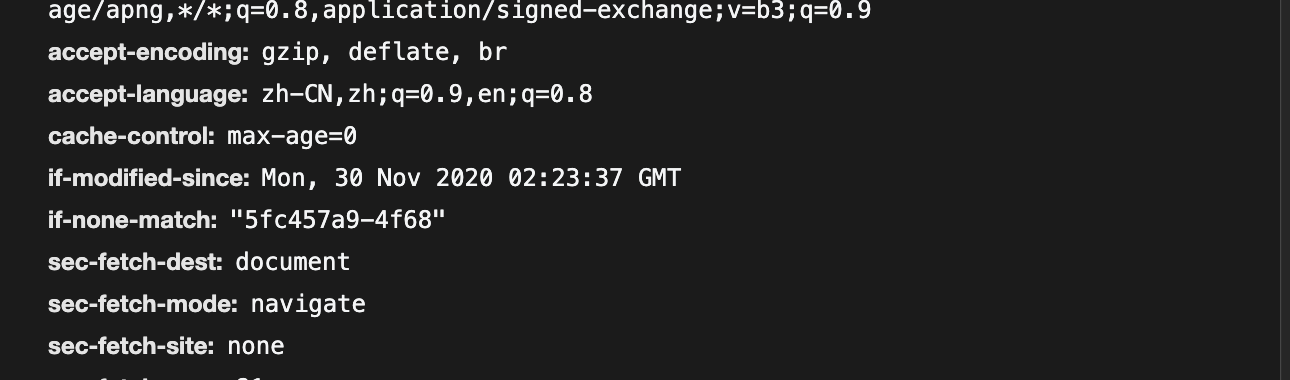 age/apng,*/*;q=0.8,application/signed-exchange;v=b3;q=0.9
accept-encoding: gzip, deflate, br
accept-language: zh-CN,zh;q=0.9,en;q=0.8
cache-control: max-age=0
if-modified-since: Mon, 30 Nov 2020 02:23:37 GMT
if-none-match: "5fc457a9-4f68"
sec-fetch-dest: document
sec-fetch-mode: navigate
sec-fetch-site: none